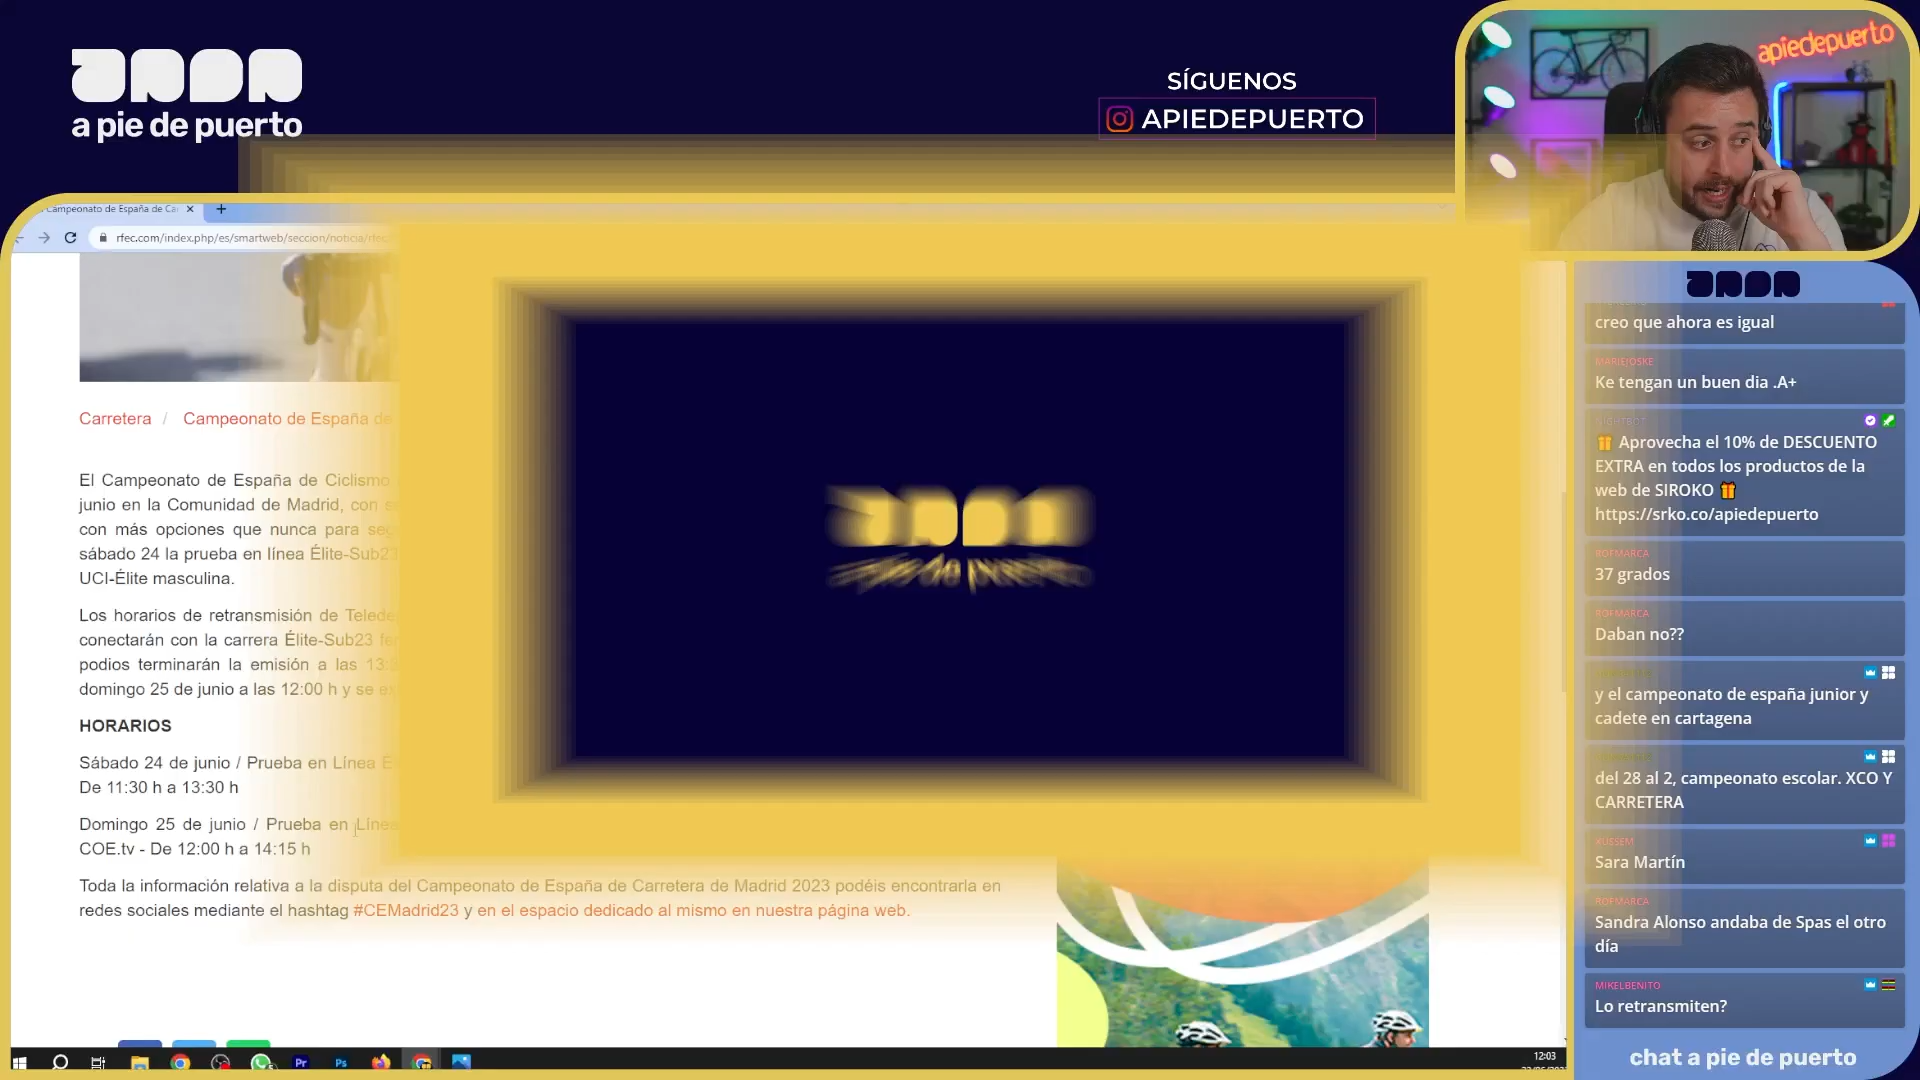 a pie de puerto
SÍGUENOS
APIEDEPUERTO
apiedepuerto
Campeonato de España de Ca
rfec.com/index.php/es/smartweb/seccion/noticia/rfec
Carretera / Campeonato de España de
El Campeonato de España de Ciclismo
junio en la Comunidad de Madrid, con
con más opciones que nunca para
sábado 24 la prueba en línea Élite-Sub23
UCI-Élite masculina.
Los horarios de retransmisión de
conectarán con la carrera Élite-Sub23
podios terminarán la emisión a las
domingo 25 de junio a las 12:00 h y se
HORARIOS
Sábado 24 de junio / Prueba en Línea
De 11:30 h a 13:30 h
Domingo 25 de junio / Prueba en Línea
COE.tv - De 12:00 h a 14:15 h
Toda la información relativa a la disputa del Campeonato de España de Carretera de Madrid 2023 podéis encontrarla en
redes sociales mediante el hashtag #CEMadrid23 y en el espacio dedicado al mismo en nuestra página web.
a pie de puerto
creo que ahora es igual
MARIEJOSKE
Ke tengan un buen dia .A+
Aprovecha el 10% de DESCUENTO
EXTRA en todos los productos de la
web de SIROKO
https://srko.co/apiedepuerto
ROFMARCA
37 grados
ROFMARCA
Daban no??
y el campeonato de españa junior y
cadete en cartagena
del 28 al 2, campeonato escolar. XCO Y
CARRETERA
XUSSEM
Sara Martín
ROFMARCA
Sandra Alonso andaba de Spas el otro
día
MIKELBENITO
Lo retransmiten?
chat a pie de puerto
Pr
Ps
12:03